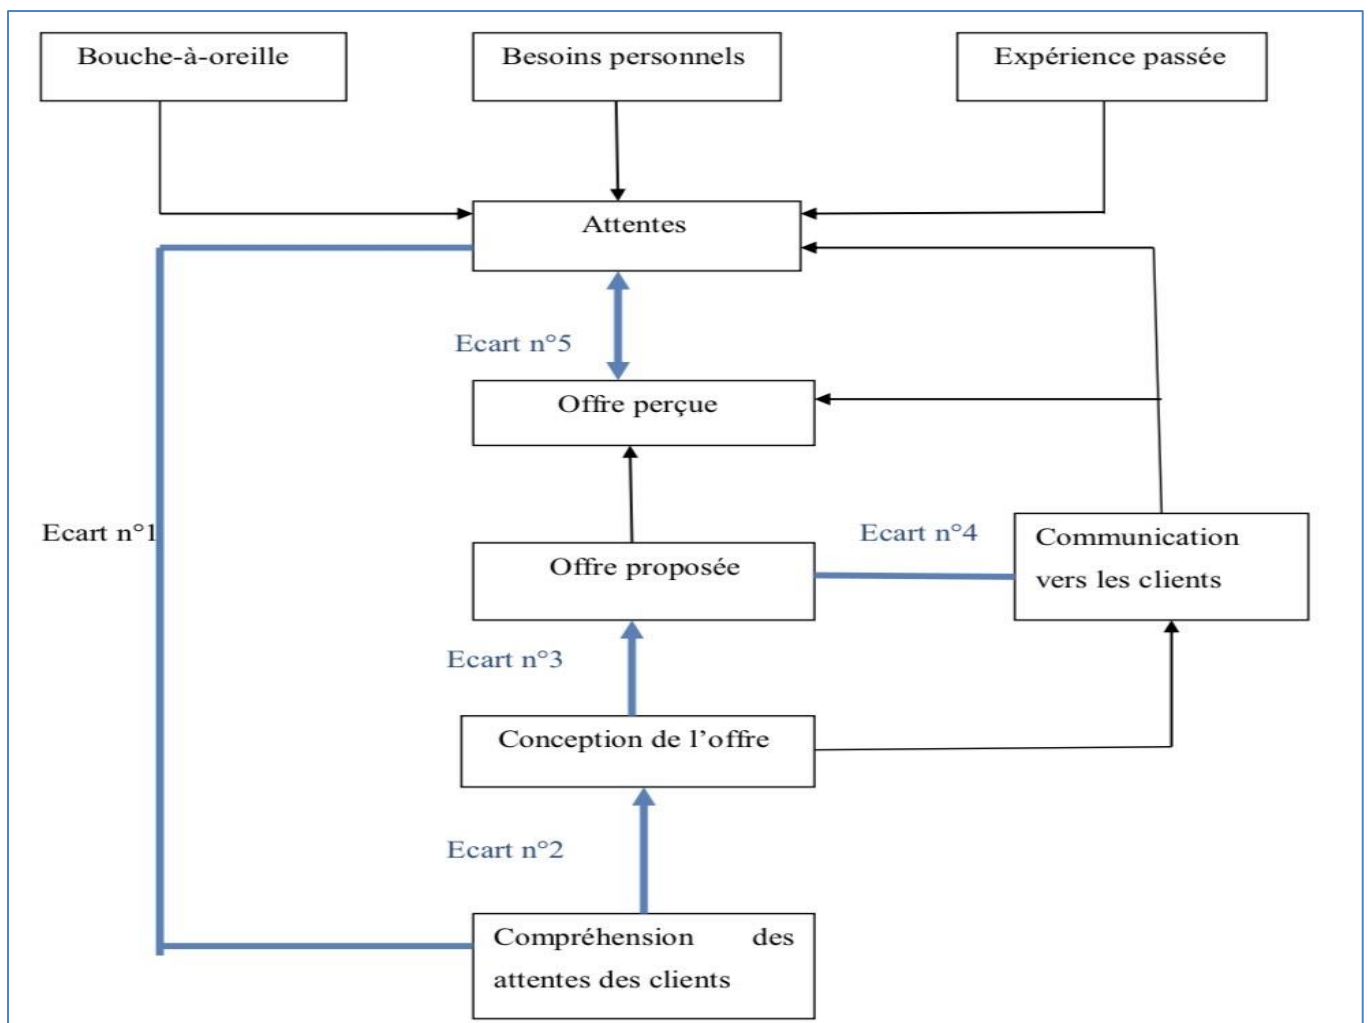 Bouche-à-oreille
Besoins personnels
Expérience passée
Attentes
Ecart n°5
Offre perçue
Ecart n°1
Ecart n°4
Communication
vers les clients
Offre proposée
Ecart n°3
Conception de l’offre
Ecart n°2
Compréhension des
attentes des clients